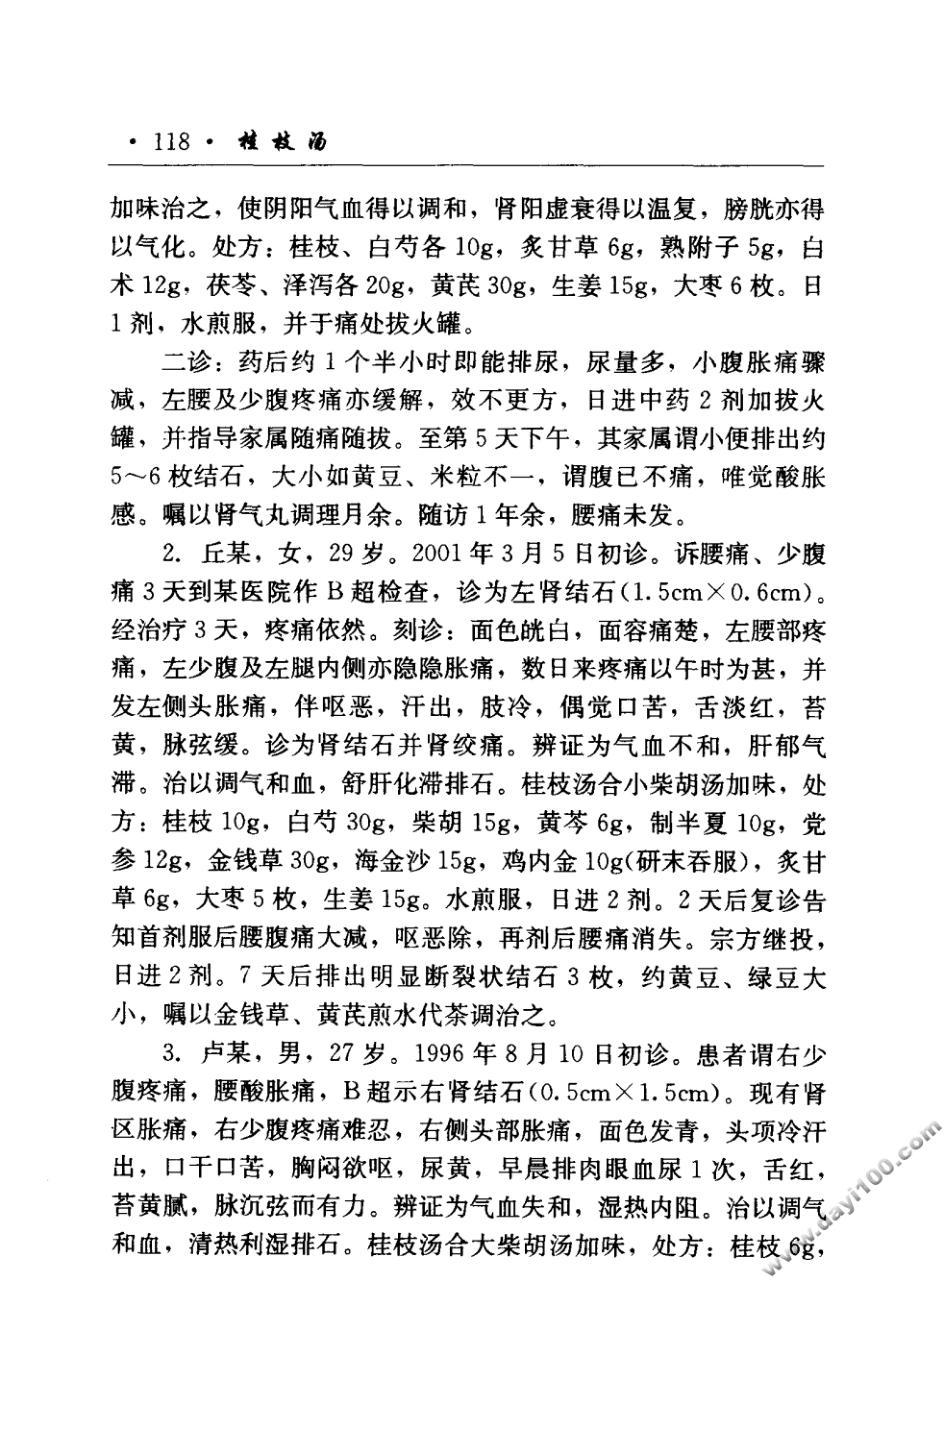 ·118· 桂枝汤
加味治之，使阴阳气血得以调和，肾阳虚衰得以温复，膀胱亦得
以气化。处方：桂枝、白芍各 10g，炙甘草 6g，熟附子 5g，白
术 12g，茯苓、泽泻各 20g，黄芪 30g，生姜 15g，大枣 6 枚。日
1 剂，水煎服，并于痛处拔火罐。
二诊：药后约 1 个半小时即能排尿，尿量多，小腹胀痛骤
减，左腰及少腹疼痛亦缓解，效不更方，日进中药 2 剂加拔火
罐，并指导家属随痛随拔。至第 5 天下午，其家属谓小便排出约
5～6 枚结石，大小如黄豆、米粒不一，谓腹已不痛，唯觉酸胀
感。嘱以肾气丸调理月余。随访 1 年余，腰痛未发。
2. 丘某，女，29 岁。2001 年 3 月 5 日初诊。诉腰痛、少腹
痛 3 天到某医院作 B 超检查，诊为左肾结石(1.5cm×0.6cm)。
经治疗 3 天，疼痛依然。刻诊：面色㿠白，面容痛楚，左腰部疼
痛，左少腹及左腿内侧亦隐隐胀痛，数日来疼痛以午时为甚，并
发左侧头胀痛，伴呕恶，汗出，肢冷，偶觉口苦，舌淡红，苔
黄，脉弦缓。诊为肾结石并肾绞痛。辨证为气血不和，肝郁气
滞。治以调气和血，舒肝化滞排石。桂枝汤合小柴胡汤加味，处
方：桂枝 10g，白芍 30g，柴胡 15g，黄芩 6g，制半夏 10g，党
参 12g，金钱草 30g，海金沙 15g，鸡内金 10g(研末吞服)，炙甘
草 6g，大枣 5 枚，生姜 15g。水煎服，日进 2 剂。2 天后复诊告
知首剂服后腰腹痛大减，呕恶除，再剂后腰痛消失。宗方继投，
日进 2 剂。7 天后排出明显断裂状结石 3 枚，约黄豆、绿豆大
小，嘱以金钱草、黄芪煎水代茶调治之。
3. 卢某，男，27 岁。1996 年 8 月 10 日初诊。患者谓右少
腹疼痛，腰酸胀痛，B 超示右肾结石(0.5cm×1.5cm)。现有肾
区胀痛，右少腹疼痛难忍，右侧头部胀痛，面色发青，头项冷汗
出，口干口苦，胸闷欲呕，尿黄，早晨排肉眼血尿 1 次，舌红，
苔黄腻，脉沉弦而有力。辨证为气血失和，湿热内阻。治以调气
和血，清热利湿排石。桂枝汤合大柴胡汤加味，处方：桂枝 6g，
www.dayi100.com